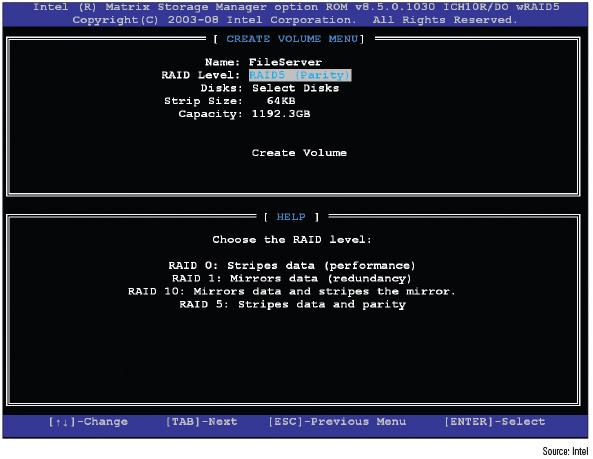 Intel (R) Matrix Storage Manager option ROM v8.5.0.1030 ICH10R/DO wRAID5
Copyright(C) 2003-08 Intel Corporation. All Rights Reserved.
[ CREATE VOLUME MENU]
Name: FileServer
RAID Level: RAID5 (Parity)
Disks: Select Disks
Strip Size: 64KB
Capacity: 1192.3GB
Create Volume
[ HELP ]
Choose the RAID level:
RAID 0: Stripes data (performance)
RAID 1: Mirrors data (redundancy)
RAID 10: Mirrors data and stripes the mirror.
RAID 5: Stripes data and parity
[↑↓]-Change [TAB]-Next [ESC]-Previous Menu [ENTER]-Select
Source: Intel